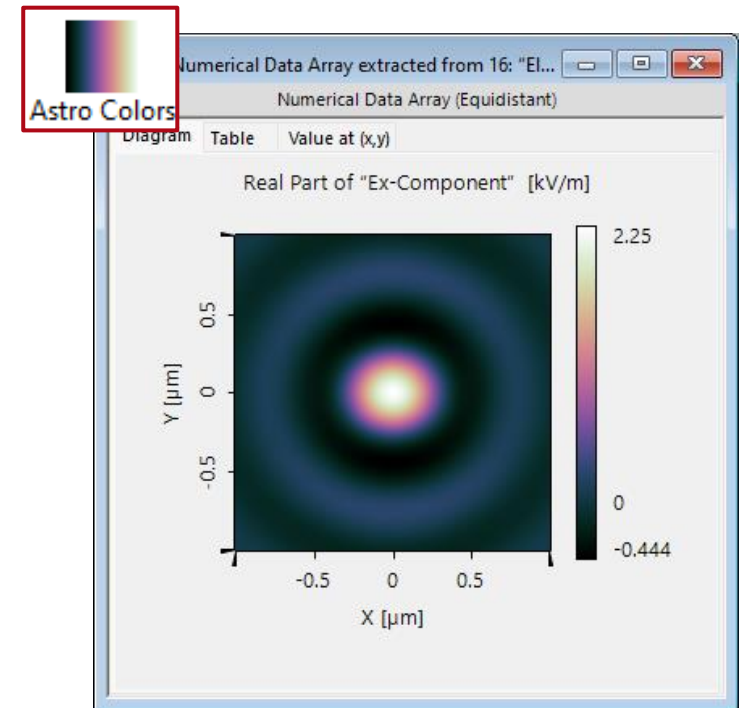 Astro Colors
Numerical Data Array extracted from 16: "El...
Numerical Data Array (Equidistant)
Diagram Table Value at (x,y)
Real Part of "Ex-Component" [kV/m]
2.25
0
-0.444
Y [µm]
0.5
0
-0.5
-0.5 0 0.5
X [µm]